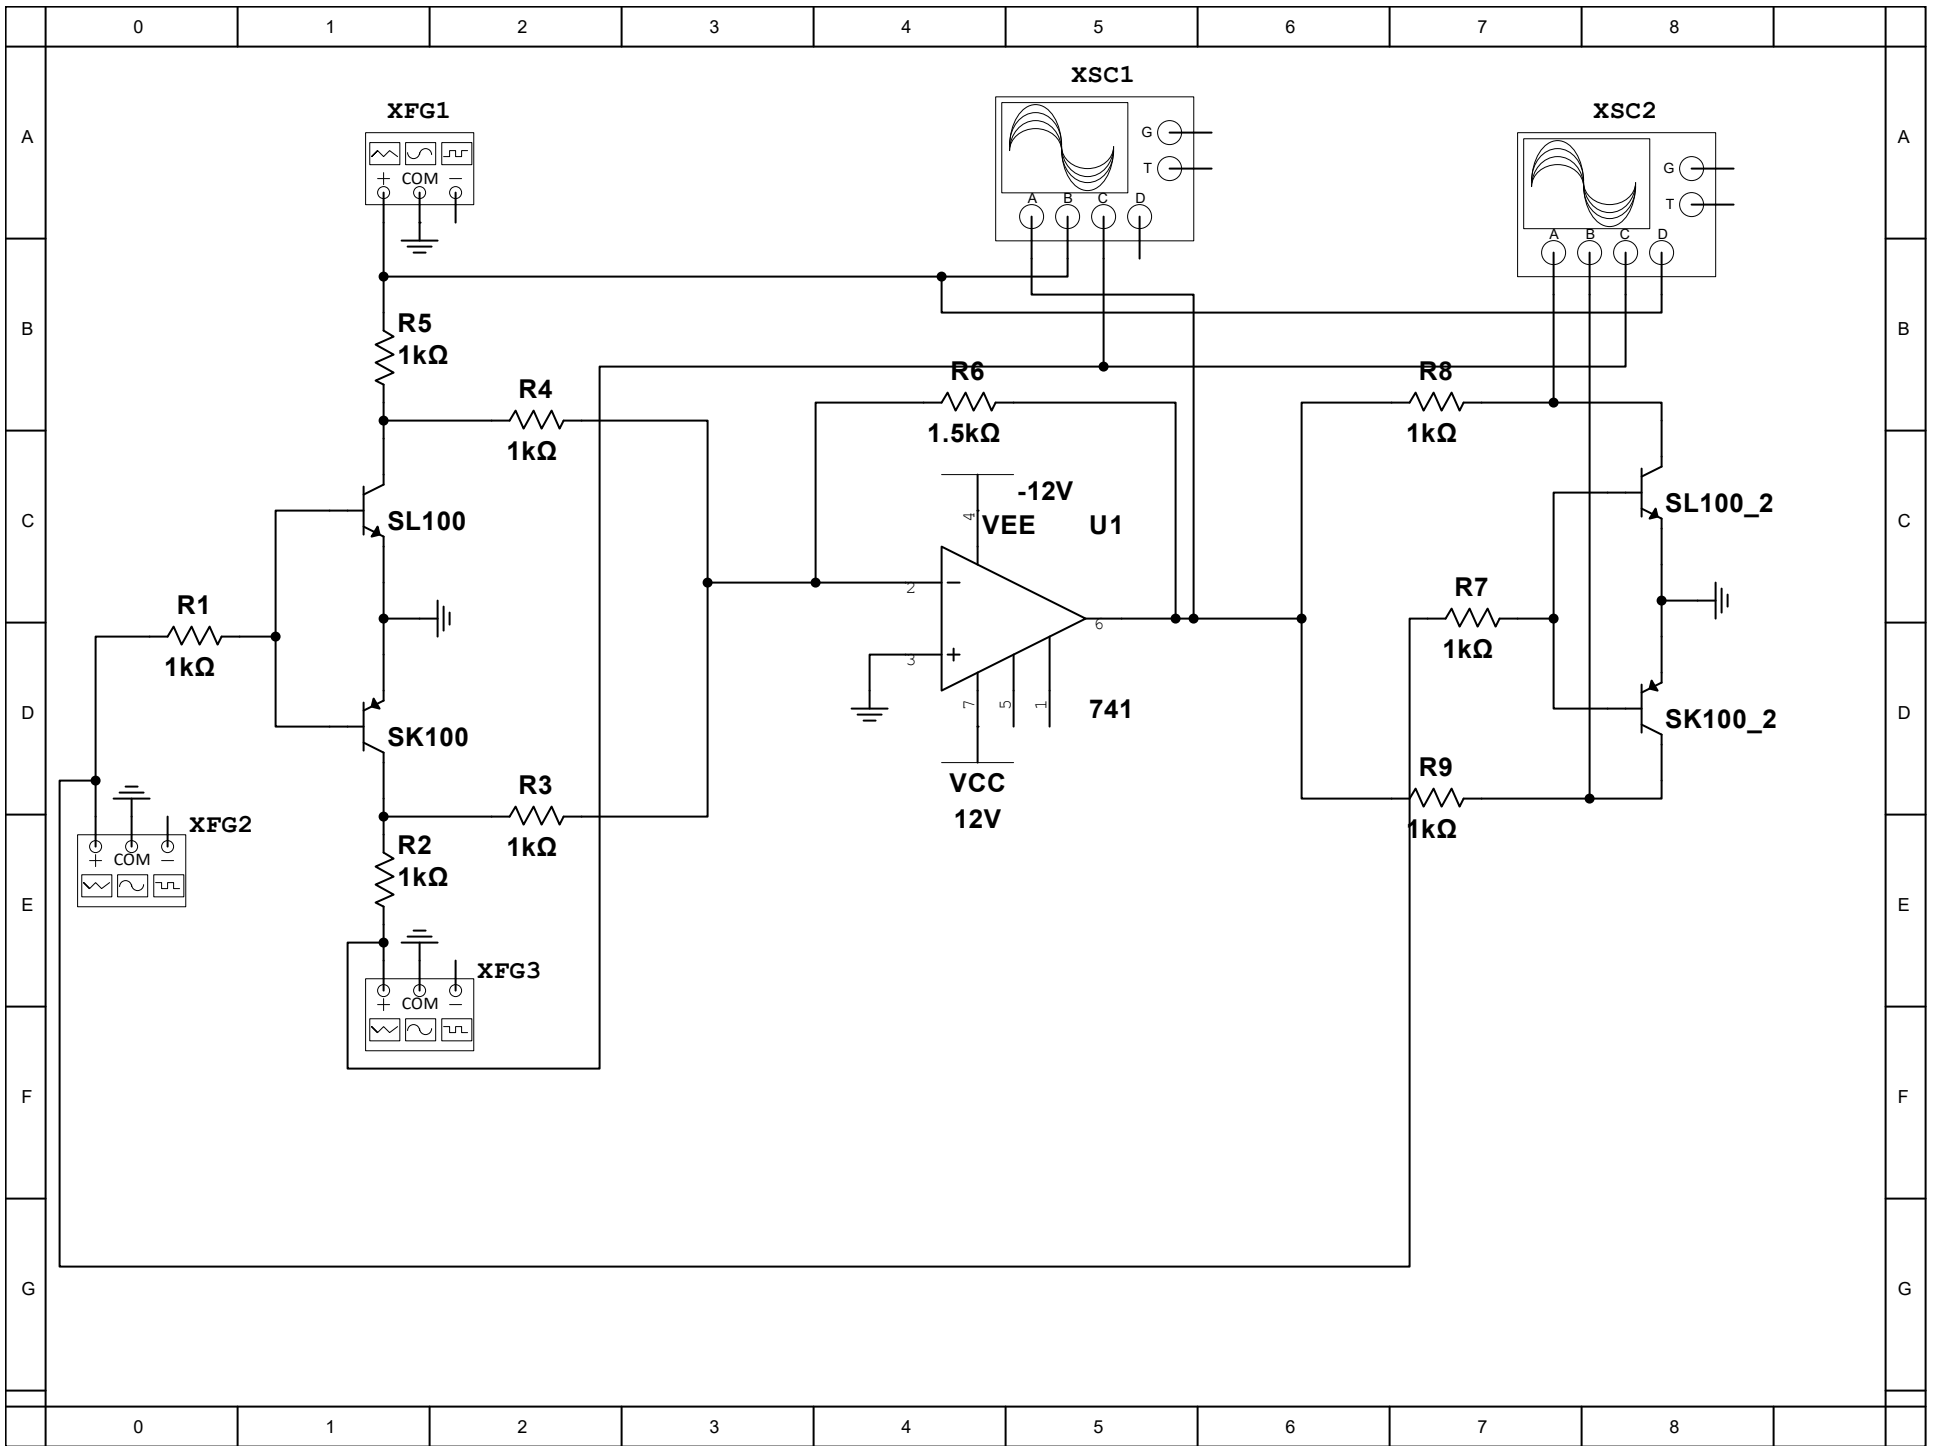 0 1 2 3 4 5 6 7 8
XSC1
XFG1
XSC2
A
A
G
T
A B C D
+ COM −
G
T
A B C D
B
B
R5
1kΩ
R4
1kΩ
R6
1.5kΩ
R8
1kΩ
C
C
-12V
VEE
U1
4
SL100
SL100_2
2
−
R1
1kΩ
R7
1kΩ
6
3
+
D
D
7
5
1
741
SK100
SK100_2
VCC
12V
R3
1kΩ
R9
1kΩ
XFG2
+ COM −
R2
1kΩ
E
E
XFG3
+ COM −
F
F
G
G
0 1 2 3 4 5 6 7 8